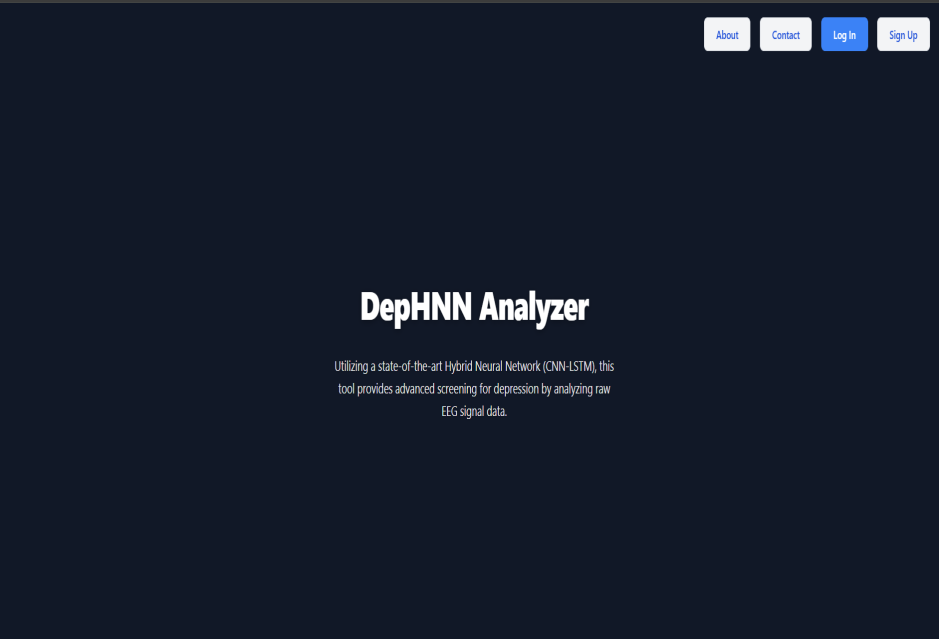 About
Contact
Log In
Sign Up
DepHNN Analyzer
Utilizing a state-of-the-art Hybrid Neural Network (CNN-LSTM), this
tool provides advanced screening for depression by analyzing raw
EEG signal data.